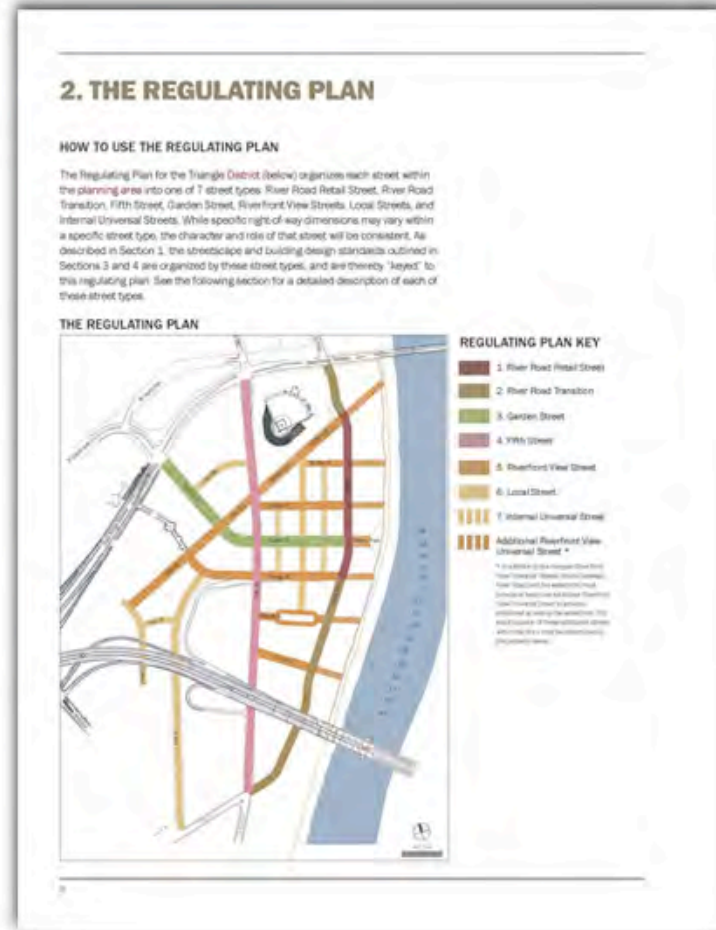 2. THE REGULATING PLAN
HOW TO USE THE REGULATING PLAN
The Regulating Plan for the Triangle District (below) organizes each street within
the planning area into one of 7 street types: River Road Retail Street, River Road
Transition, Fifth Street, Garden Street, Riverfront View Streets, Local Streets, and
Internal Universal Streets. While specific right-of-way dimensions may vary within
a specific street type, the character and role of that street will be consistent. As
described in Section 1, the streetscape and building design standards outlined in
Sections 3 and 4 are organized by these street types, and are thereby "keyed" to
this regulating plan. See the following section for a detailed description of each of
these street types.
THE REGULATING PLAN
REGULATING PLAN KEY
1. River Road Retail Street
2. River Road Transition
3. Garden Street
4. Fifth Street
5. Riverfront View Street
6. Local Street
7. Internal Universal Street
Additional Riverfront View
Universal Street *